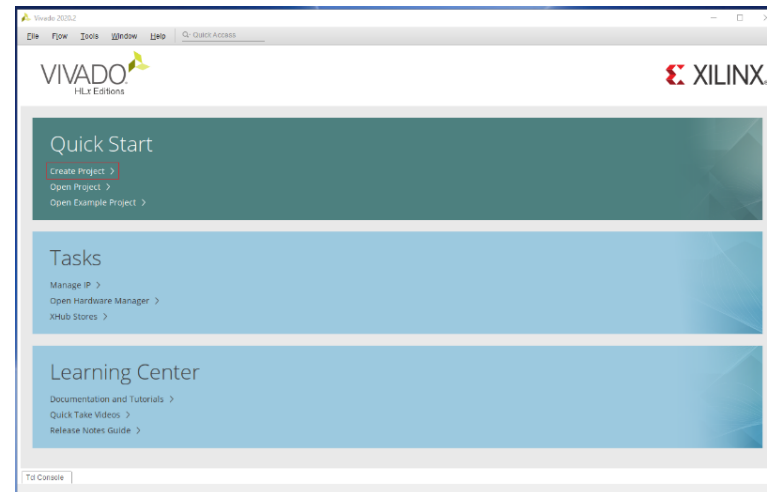 Vivado 2020.2
File Flow Tools Window Help Quick Access
VIVADO
HLx Editions
XILINX
Quick Start
Create Project >
Open Project >
Open Example Project >
Tasks
Manage IP >
Open Hardware Manager >
XHub Stores >
Learning Center
Documentation and Tutorials >
Quick Take Videos >
Release Notes Guide >
Tcl Console